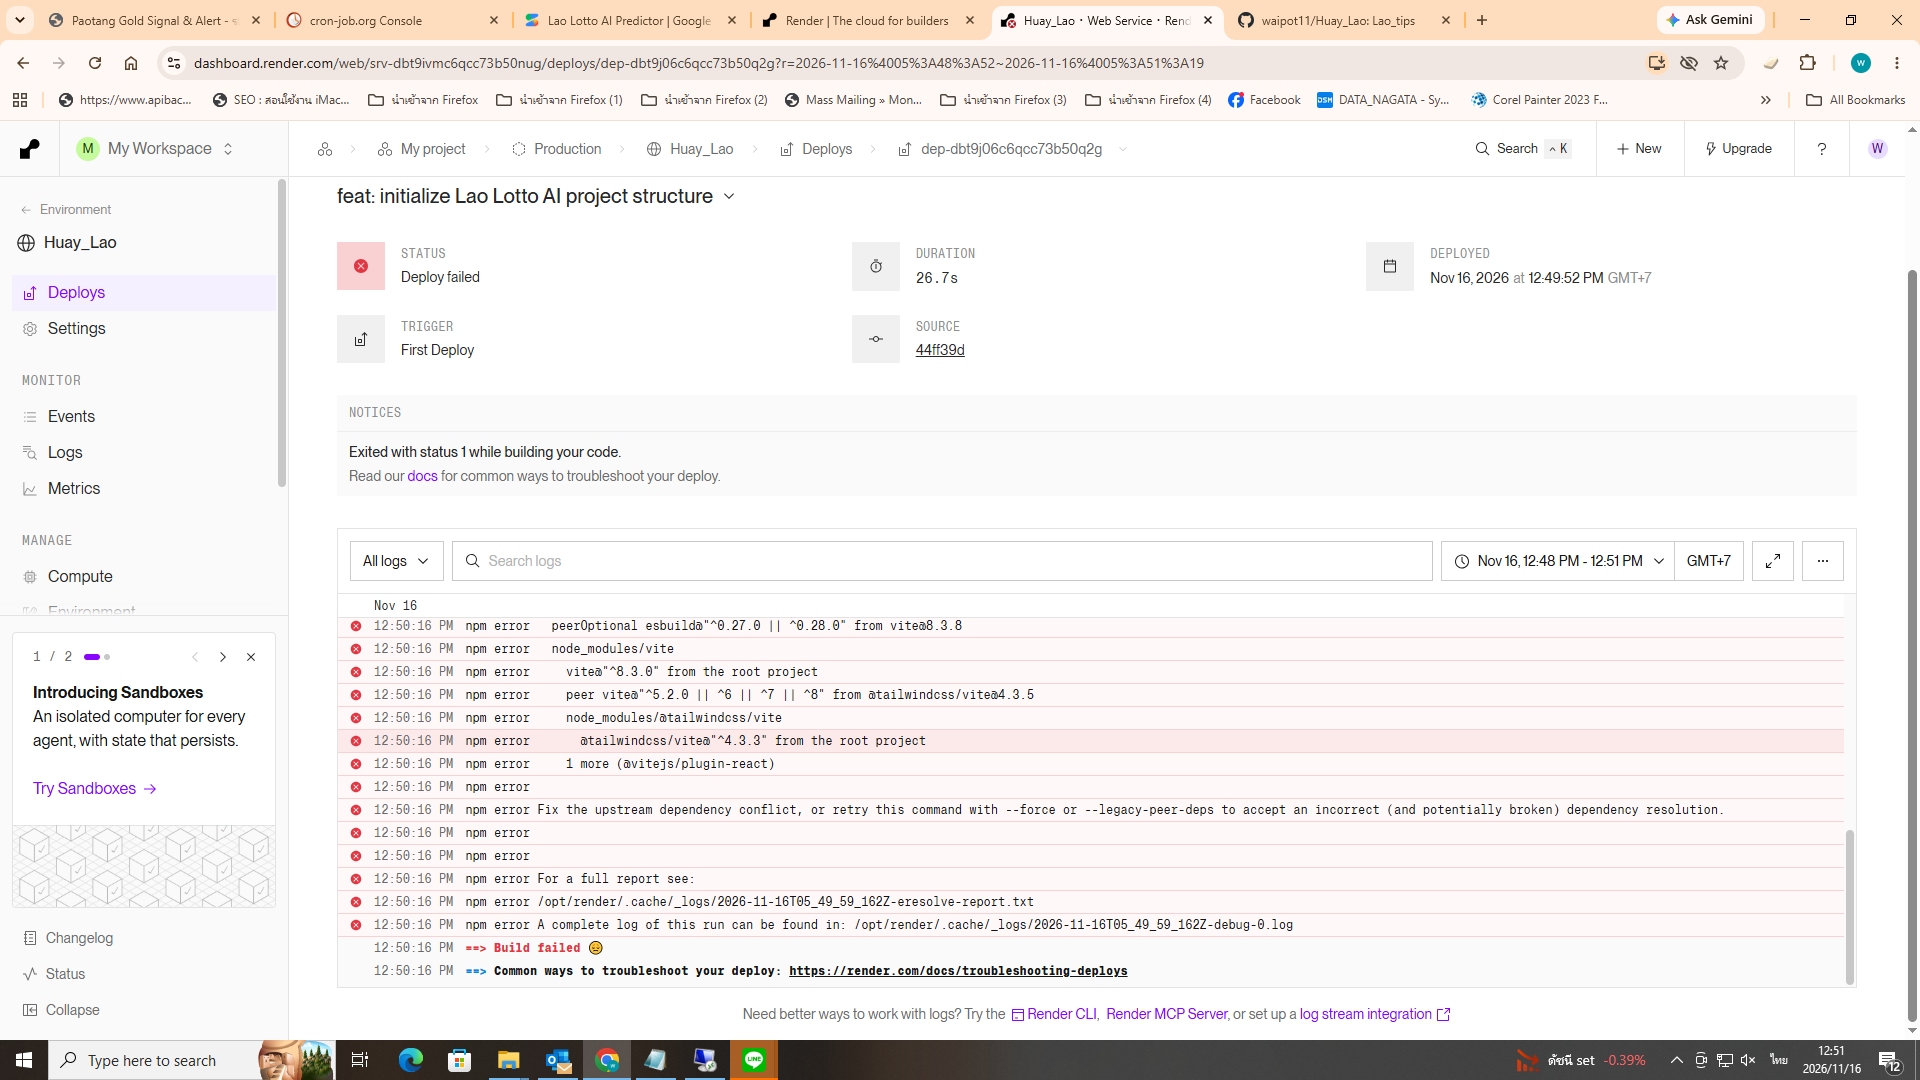 Paotang Gold Signal & Alert -
cron-job.org Console
Lao Lotto AI Predictor | Google
Render | The cloud for builders
Huay_Lao · Web Service · Rend
waipot11/Huay_Lao: Lao_tips
Ask Gemini
dashboard.render.com/web/srv-dbt9ivmc6qcc73b50nug/deploys/dep-dbt9j06c6qcc73b50q2g?r=2026-11-16%4005%3A48%3A52~2026-11-16%4005%3A51%3A19
W
https://www.apibac...
SEO : สอนใช้งาน iMac...
นำเข้าจาก Firefox
นำเข้าจาก Firefox (1)
นำเข้าจาก Firefox (2)
Mass Mailing » Mon...
นำเข้าจาก Firefox (3)
นำเข้าจาก Firefox (4)
Facebook
DSM
DATA_NAGATA - Sy...
Corel Painter 2023 F...
All Bookmarks
M
My Workspace
My project
Production
Huay_Lao
Deploys
dep-dbt9j06c6qcc73b50q2g
Search
^ K
+ New
Upgrade
?
W
← Environment
Huay_Lao
Deploys
Settings
MONITOR
Events
Logs
Metrics
MANAGE
Compute
Environment
1 / 2
Introducing Sandboxes
An isolated computer for every
agent, with state that persists.
Try Sandboxes →
Changelog
Status
Collapse
feat: initialize Lao Lotto AI project structure
STATUS
Deploy failed
DURATION
26.7s
DEPLOYED
Nov 16, 2026 at 12:49:52 PM GMT+7
TRIGGER
First Deploy
SOURCE
44ff39d
NOTICES
Exited with status 1 while building your code.
Read our docs for common ways to troubleshoot your deploy.
All logs
Search logs
Nov 16, 12:48 PM - 12:51 PM
GMT+7
...
Nov 16
12:50:16 PM npm error   peerOptional esbuild@"^0.27.0 || ^0.28.0" from vite@8.3.8
12:50:16 PM npm error   node_modules/vite
12:50:16 PM npm error     vite@"^8.3.0" from the root project
12:50:16 PM npm error     peer vite@"^5.2.0 || ^6 || ^7 || ^8" from @tailwindcss/vite@4.3.5
12:50:16 PM npm error     node_modules/@tailwindcss/vite
12:50:16 PM npm error       @tailwindcss/vite@"^4.3.3" from the root project
12:50:16 PM npm error     1 more (@vitejs/plugin-react)
12:50:16 PM npm error
12:50:16 PM npm error Fix the upstream dependency conflict, or retry this command with --force or --legacy-peer-deps to accept an incorrect (and potentially broken) dependency resolution.
12:50:16 PM npm error
12:50:16 PM npm error
12:50:16 PM npm error For a full report see:
12:50:16 PM npm error /opt/render/.cache/_logs/2026-11-16T05_49_59_162Z-eresolve-report.txt
12:50:16 PM npm error A complete log of this run can be found in: /opt/render/.cache/_logs/2026-11-16T05_49_59_162Z-debug-0.log
12:50:16 PM ==> Build failed 😞
12:50:16 PM ==> Common ways to troubleshoot your deploy: https://render.com/docs/troubleshooting-deploys
Need better ways to work with logs? Try the Render CLI, Render MCP Server, or set up a log stream integration
Type here to search
LINE
ดัชนี set -0.39%
ไทย
12:51
2026/11/16
12